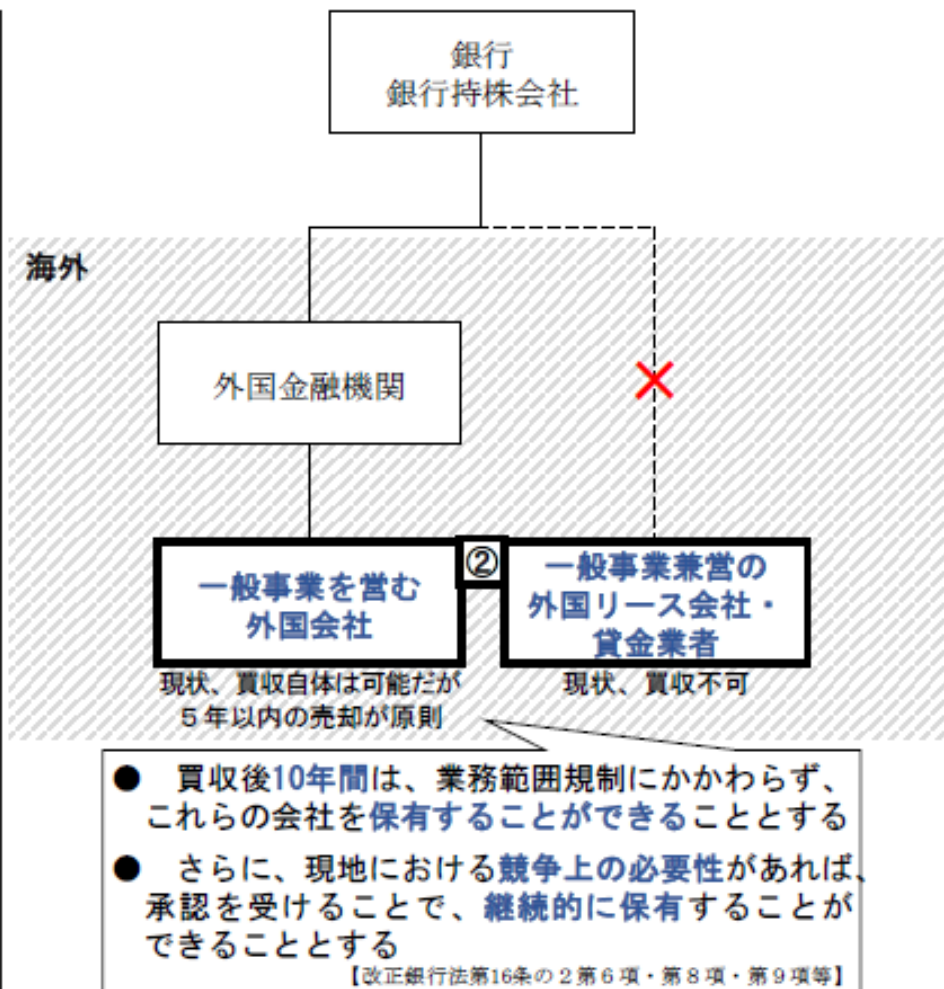 銀行
銀行持株会社
海外
外国金融機関
②
一般事業を営む
外国会社
一般事業兼営の
外国リース会社・
貸金業者
現状、買収自体は可能だが
５年以内の売却が原則
現状、買収不可
●　買収後10年間は、業務範囲規制にかかわらず、
これらの会社を保有することができることとする
●　さらに、現地における競争上の必要性があれば、
承認を受けることで、継続的に保有することが
できることとする
【改正銀行法第16条の２第６項・第８項・第９項等】